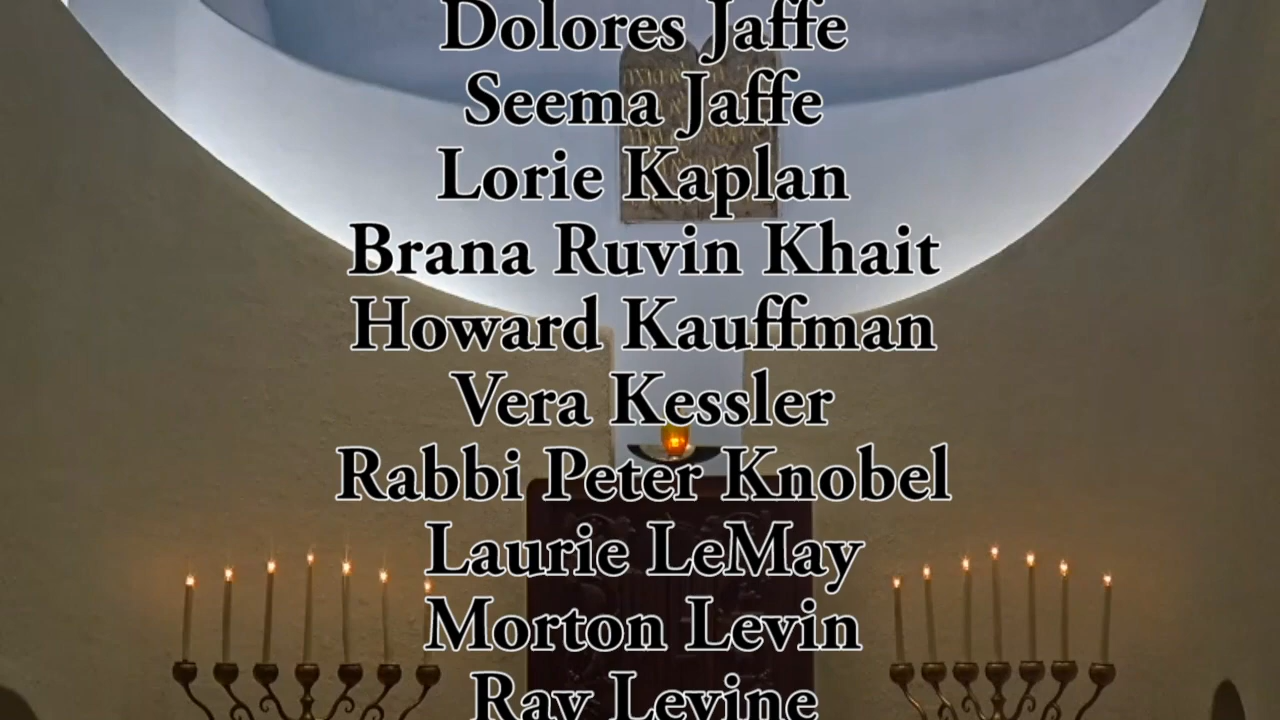 Dolores Jaffe
Seema Jaffe
Lorie Kaplan
Brana Ruvin Khait
Howard Kauffman
Vera Kessler
Rabbi Peter Knobel
Laurie LeMay
Morton Levin
Ray Levine